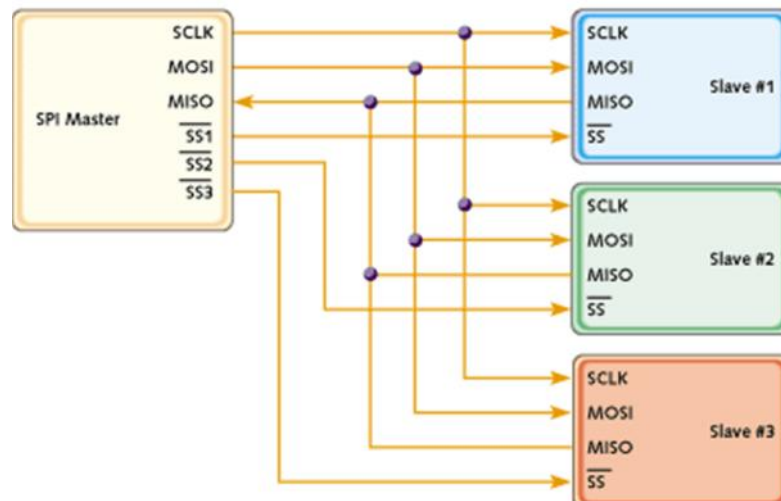 SPI Master
SCLK
MOSI
MISO
SS1
SS2
SS3
SCLK
MOSI
MISO
SS
Slave #1
SCLK
MOSI
MISO
SS
Slave #2
SCLK
MOSI
MISO
SS
Slave #3